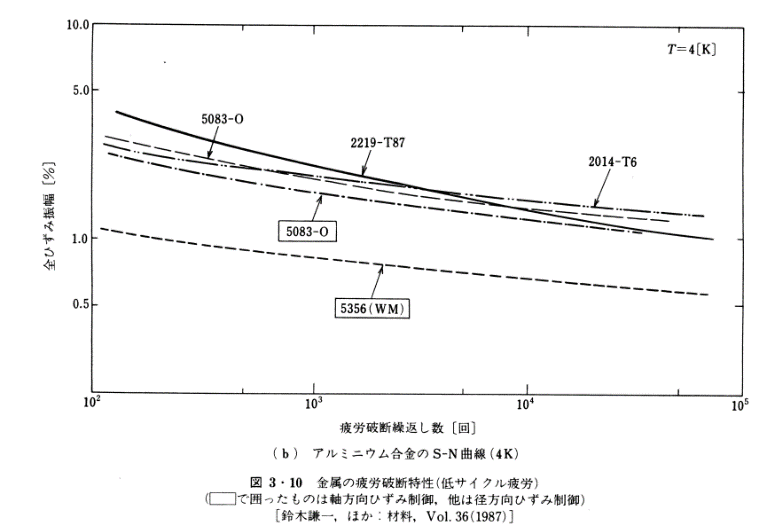 10.0
T=4[K]
5.0
5083-O
2219-T87
2014-T6
全ひずみ振幅 [%]
5083-O
1.0
0.5
5356(WM)
10²
10³
10⁴
10⁵
疲労破断繰返し数 [回]
(b) アルミニウム合金の S-N 曲線(4K)
図 3・10 金属の疲労破断特性(低サイクル疲労)
(□で囲ったものは軸方向ひずみ制御, 他は径方向ひずみ制御)
[鈴木謙一, ほか:材料, Vol. 36(1987)]